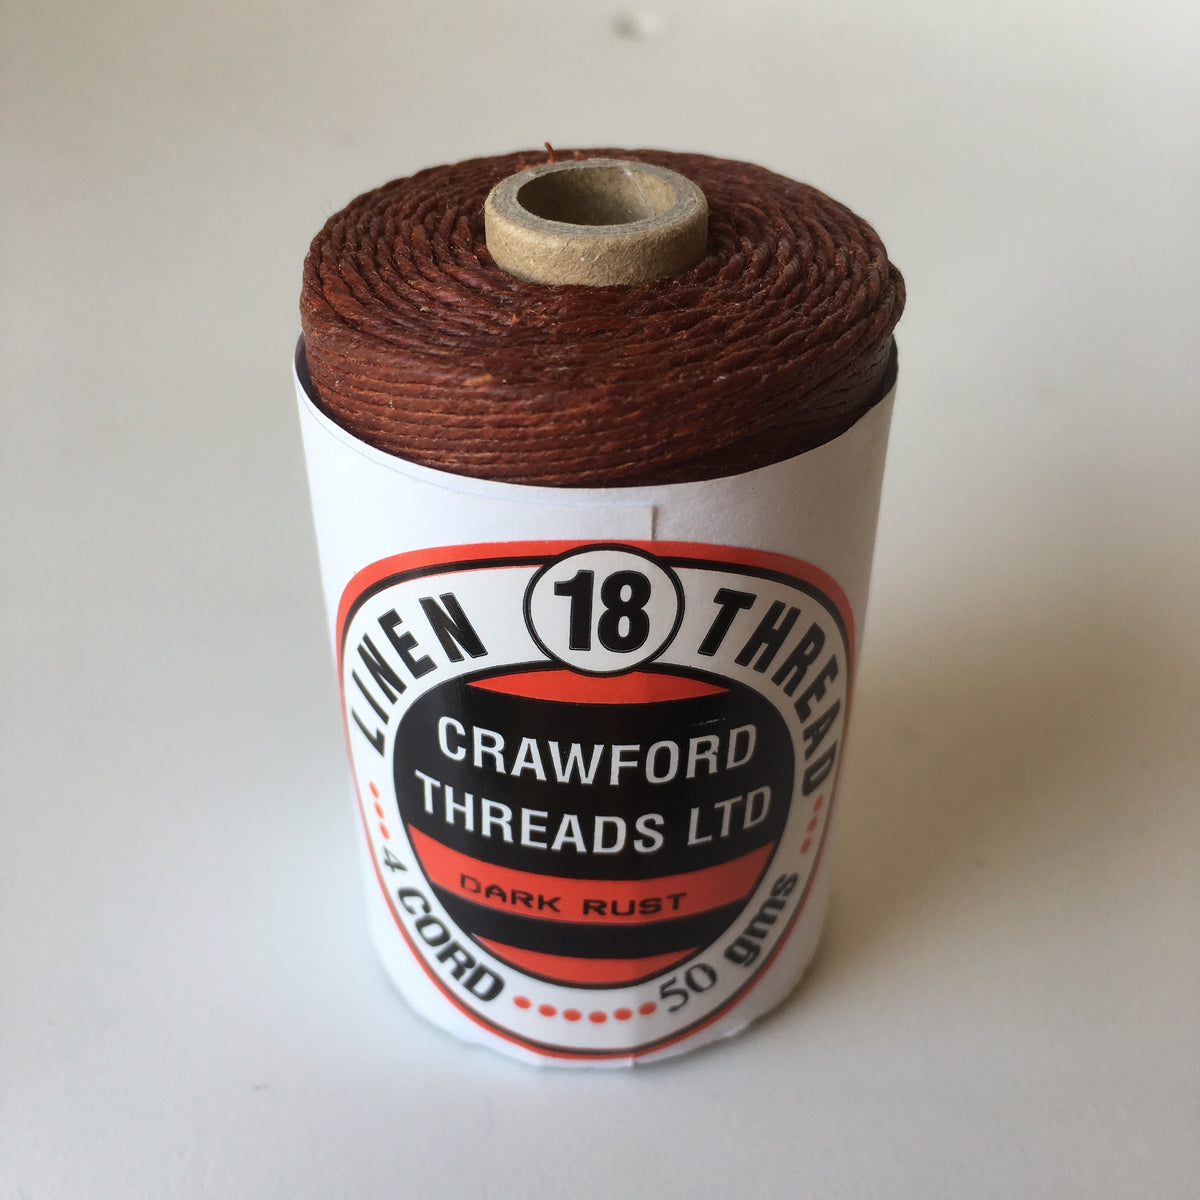 LINEN 18 THREAD
CRAWFORD
THREADS LTD
DARK RUST
4 CORD ...... 50 gms